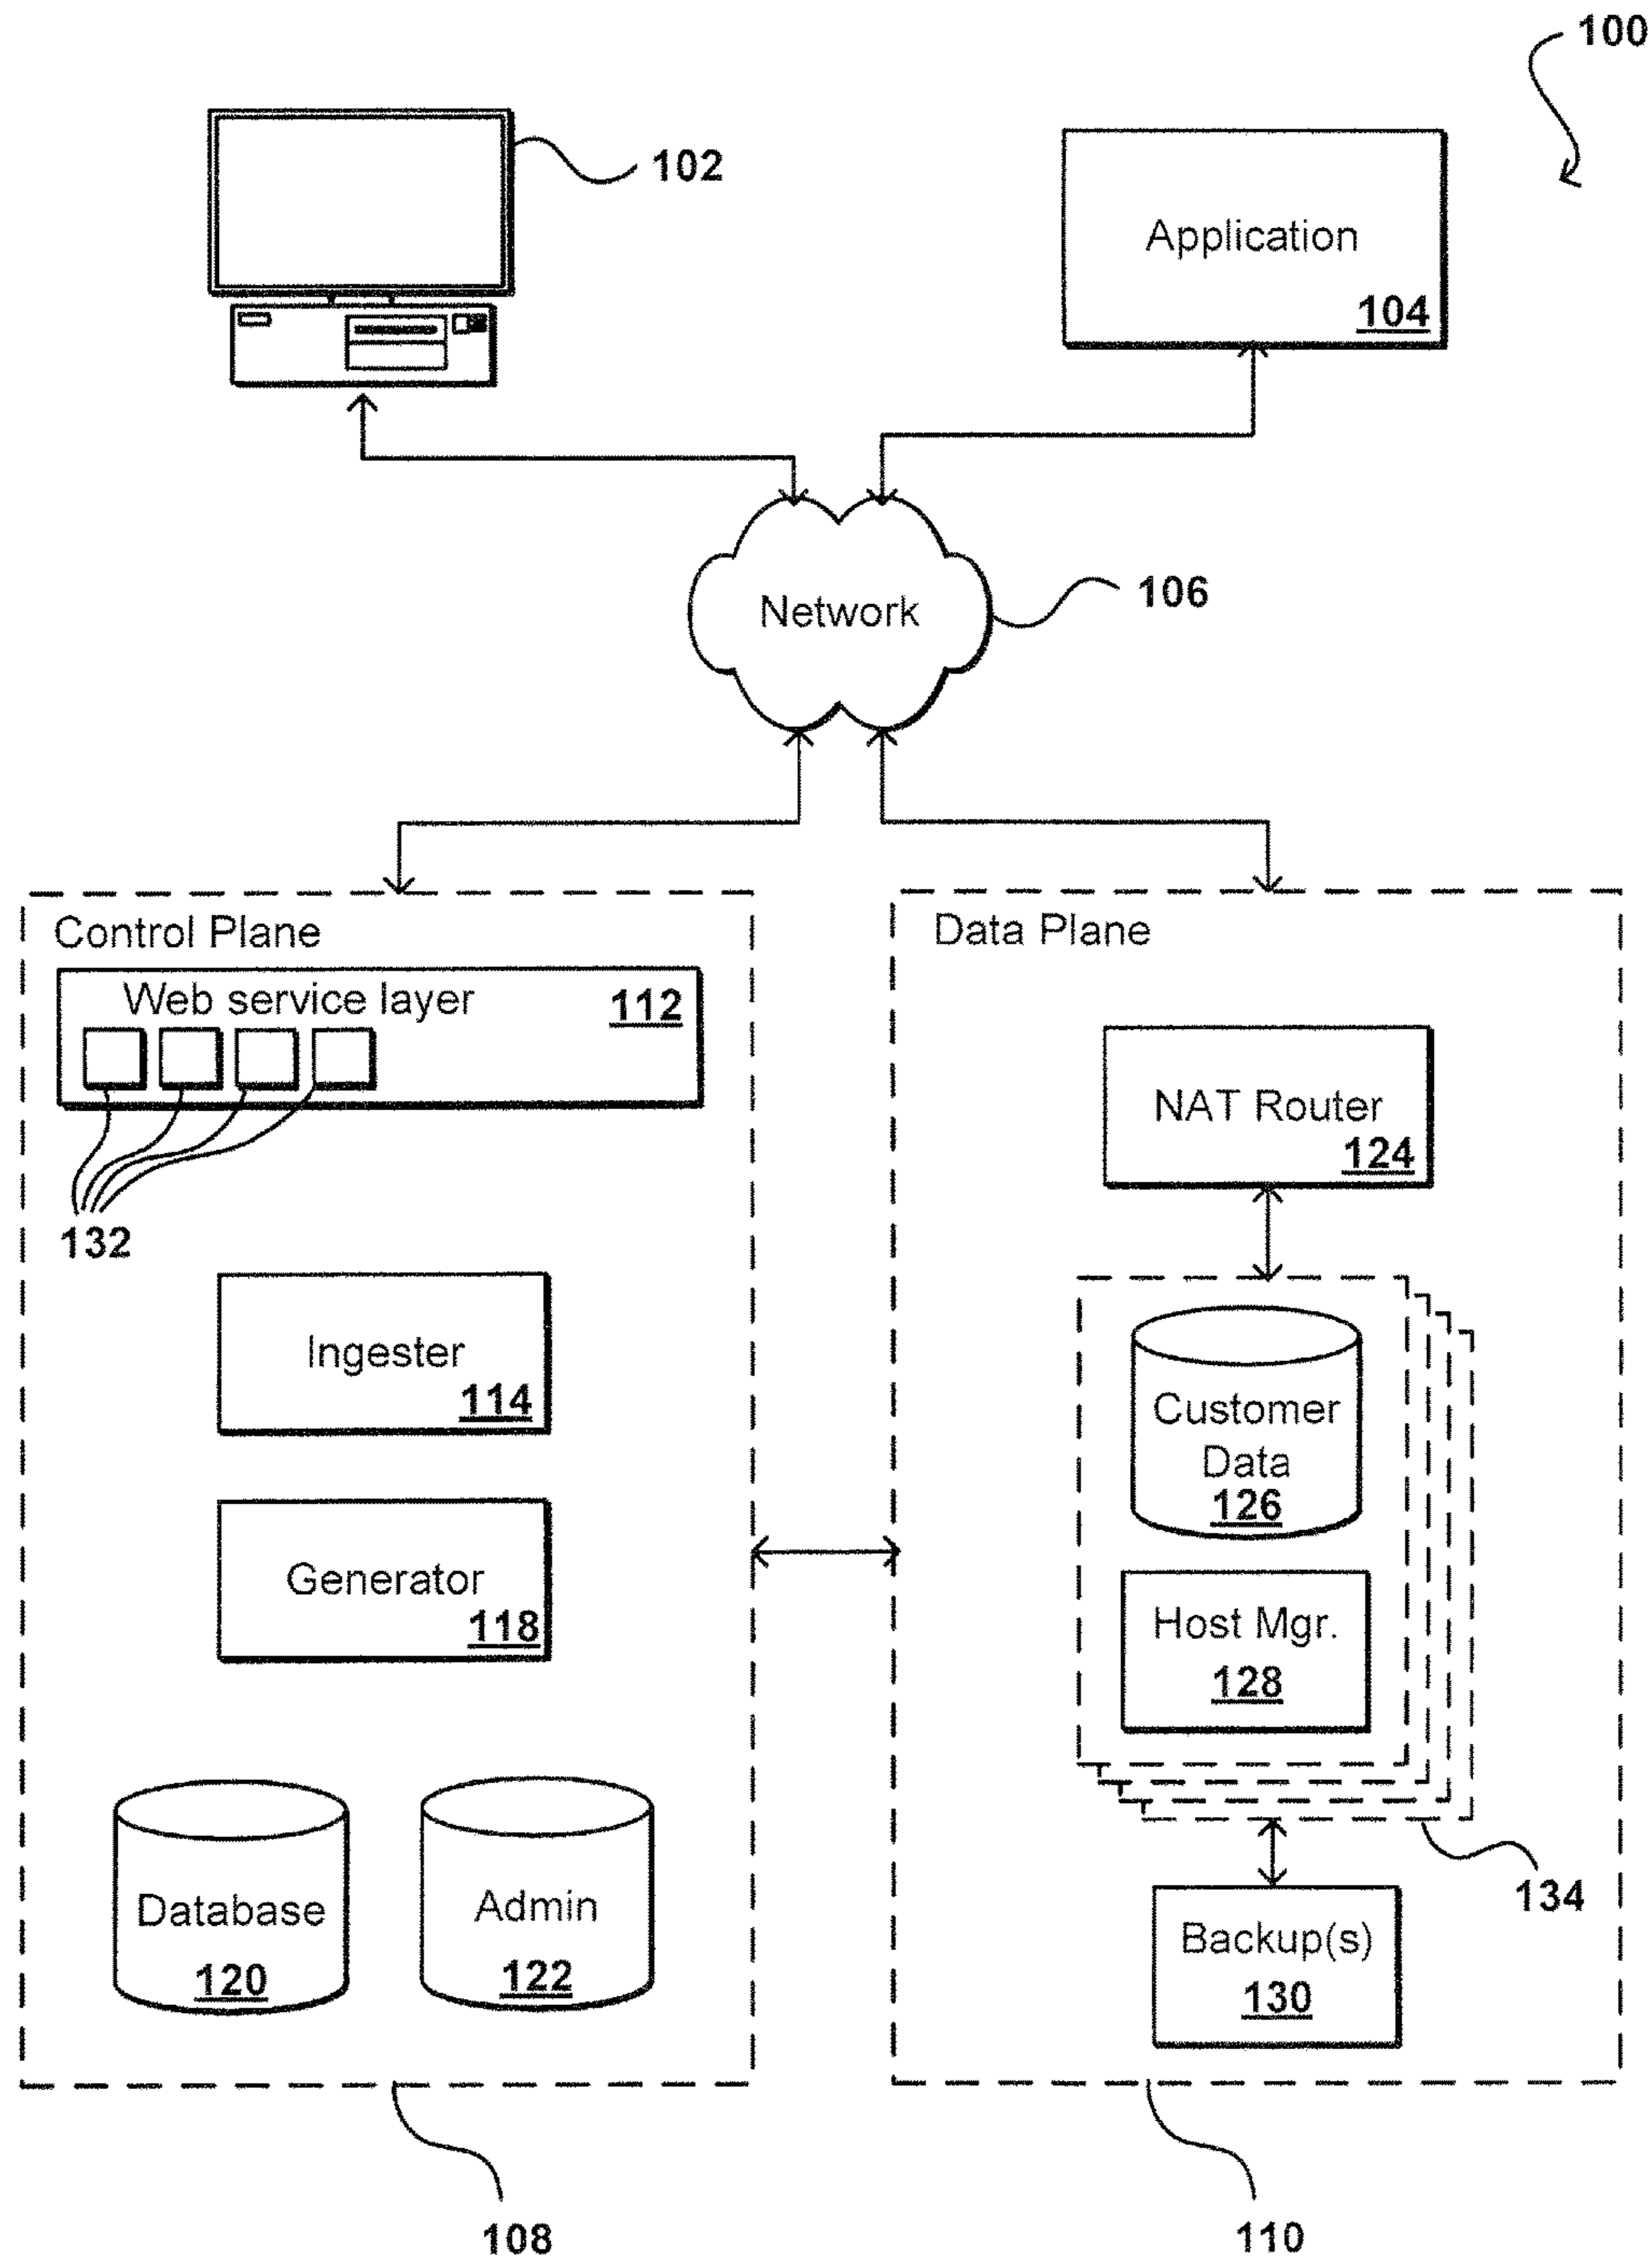 100
102
Application
104
Network
106
Control Plane
Web service layer
112
132
Ingester
114
Generator
118
Database
120
Admin
122
108
Data Plane
NAT Router
124
Customer
Data
126
Host Mgr.
128
134
Backup(s)
130
110